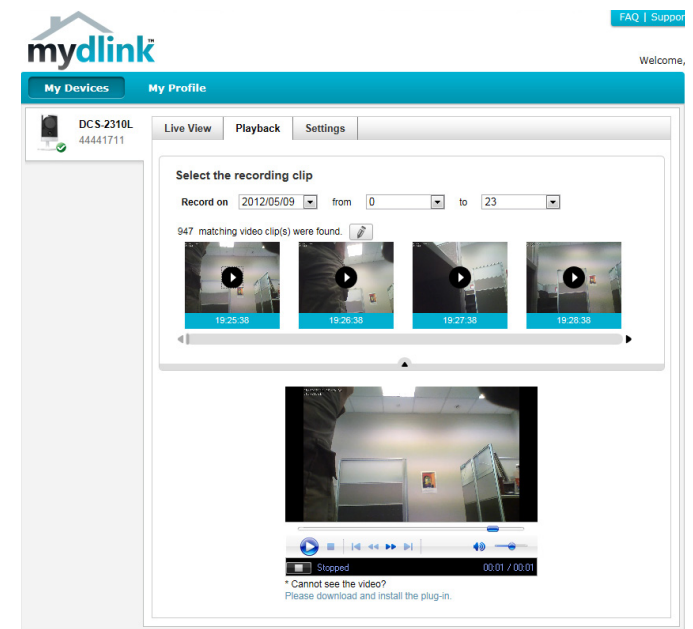 FAQ | Suppor
mydlink™
Welcome,
My Devices My Profile
DCS-2310L
44441711
Live View Playback Settings
Select the recording clip
Record on 2012/05/09 from 0 to 23
947 matching video clip(s) were found.
19:25:38 19:26:38 19:27:38 19:28:38
Stopped 00:01 / 00:01
* Cannot see the video?
Please download and install the plug-in.